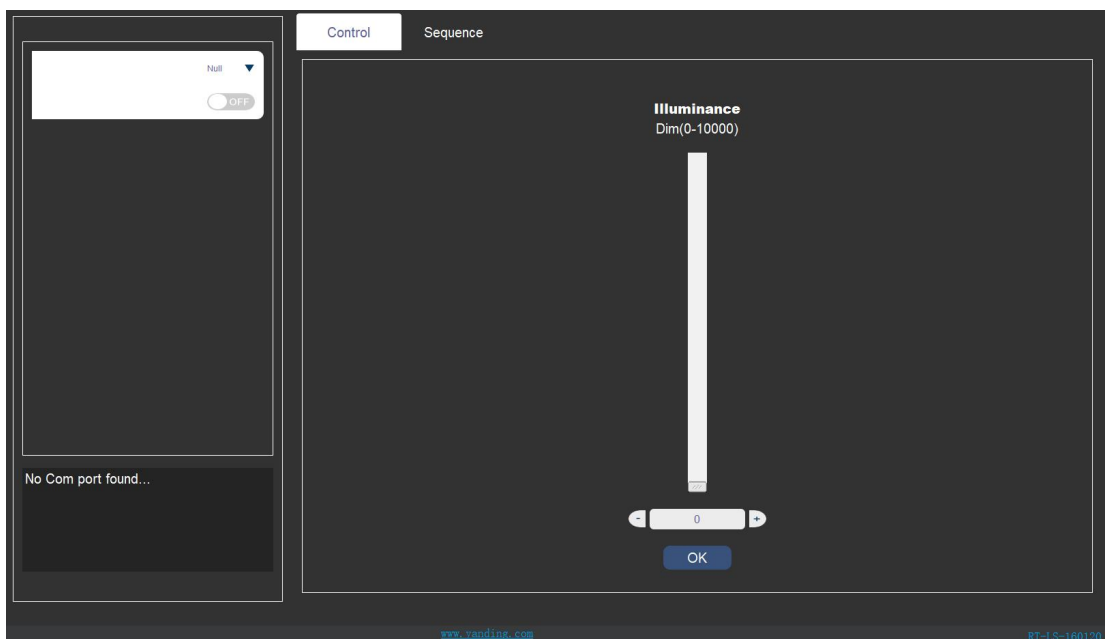 Control
Sequence
Null
OFF
Illuminance
Dim(0-10000)
off
No Com port found...
-
0
+
OK
www.yanding.com
RT-LS-160120